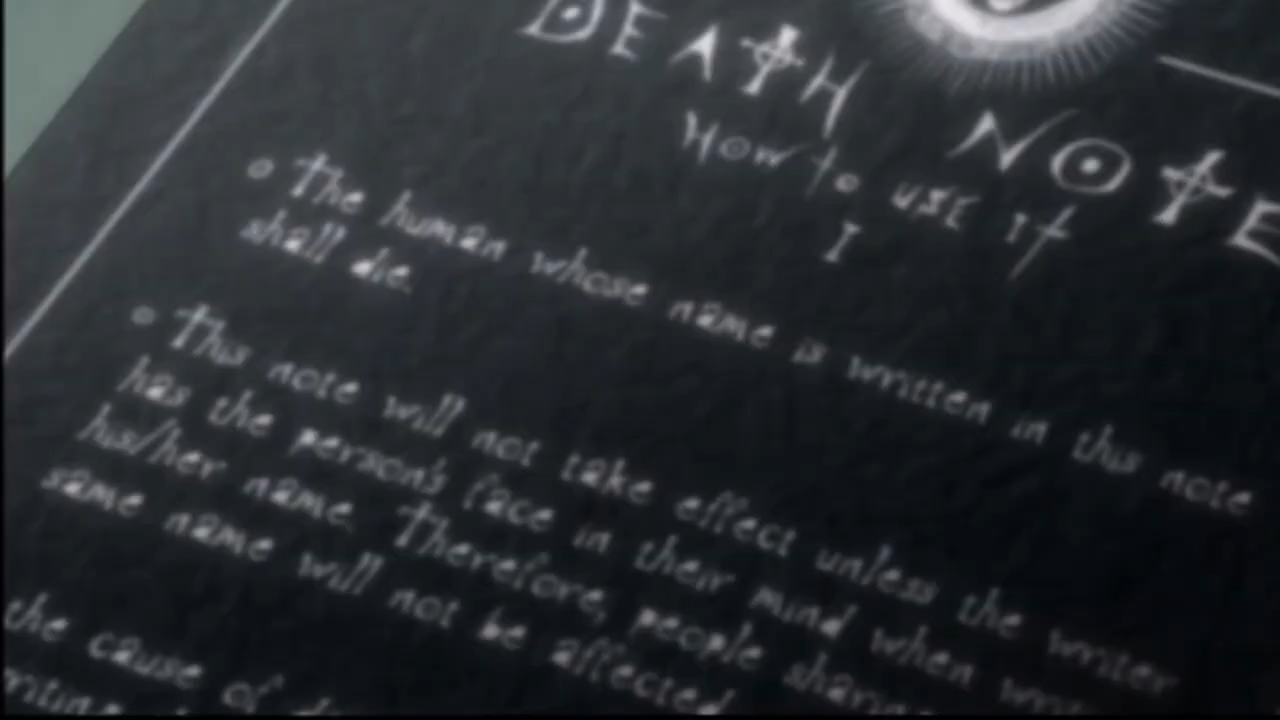 DEATH NOTE
How to use it
I
The human whose name is written in this note
shall die.
This note will not take effect unless the writer
has the person's face in their mind when
his/her name. Therefore, people
same name will not be affected
the cause of